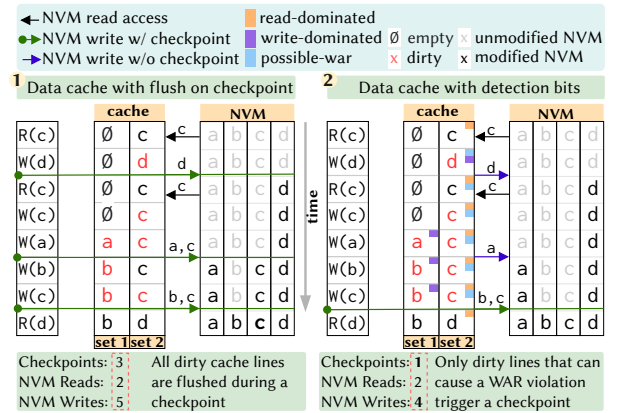 NVM read access
NVM write w/ checkpoint
NVM write w/o checkpoint
read-dominated
write-dominated
possible-war
Ø empty
x dirty
x unmodified NVM
x modified NVM
1 Data cache with flush on checkpoint
cache NVM
R(c) Ø c c a b c d
W(d) Ø d d a b c d
R(c) Ø c c a b c d
W(c) Ø c a b c d
W(a) a c a,c a b c d
W(b) b c a b c d
W(c) b c b,c a b c d
R(d) b d a b c d
set 1 set 2
time
Checkpoints: 3
NVM Reads: 2
NVM Writes: 5
All dirty cache lines
are flushed during a
checkpoint
2 Data cache with detection bits
cache NVM
R(c) Ø c c a b c d
W(d) Ø d d a b c d
R(c) Ø c c a b c d
W(c) Ø c a b c d
W(a) a c a a b c d
W(b) b c a b c d
W(c) b c b,c a b c d
R(d) b d a b c d
set 1 set 2
Checkpoints: 1
NVM Reads: 2
NVM Writes: 4
Only dirty lines that can
cause a WAR violation
trigger a checkpoint